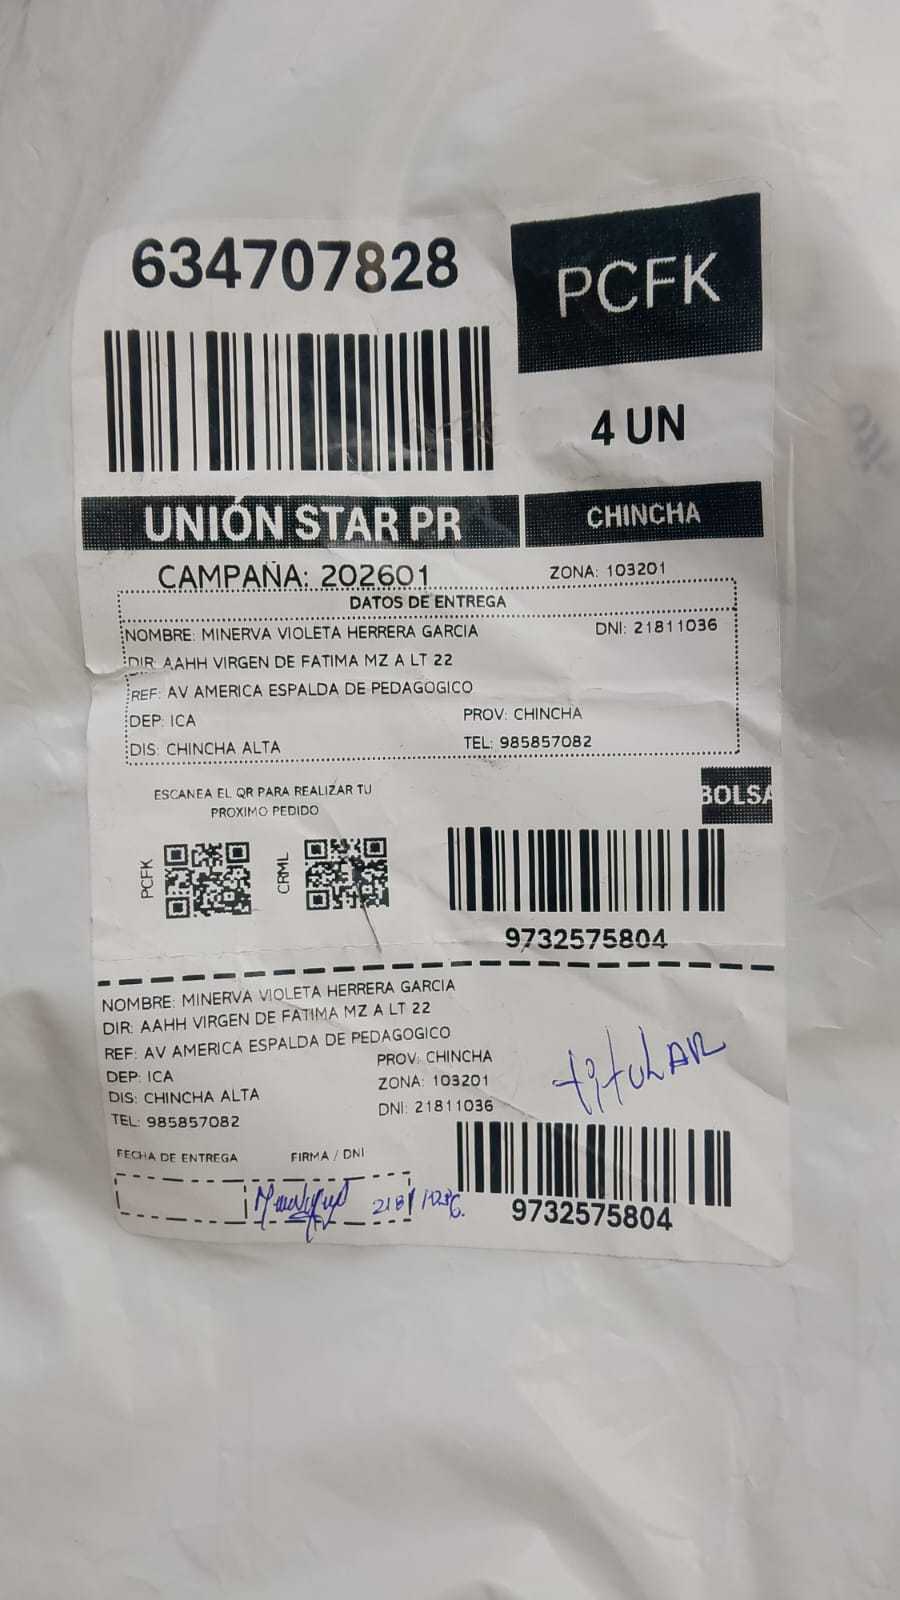 634707828
PCFK
4 UN
UNIÓN STAR PR
CHINCHA
CAMPAÑA: 202601
ZONA: 103201
DATOS DE ENTREGA
NOMBRE: MINERVA VIOLETA HERRERA GARCIA DNI: 21811036
DIR: AAHH VIRGEN DE FATIMA MZ A LT 22
REF: AV AMERICA ESPALDA DE PEDAGOGICO
DEP: ICA PROV: CHINCHA
DIS: CHINCHA ALTA TEL: 985857082
ESCANEA EL QR PARA REALIZAR TU
PROXIMO PEDIDO
BOLSA
PCFK
CRML
9732575804
NOMBRE: MINERVA VIOLETA HERRERA GARCIA
DIR: AAHH VIRGEN DE FATIMA MZ A LT 22
REF: AV AMERICA ESPALDA DE PEDAGOGICO
DEP: ICA PROV: CHINCHA
DIS: CHINCHA ALTA ZONA: 103201
TEL: 985857082 DNI: 21811036
titULAR
FECHA DE ENTREGA FIRMA / DNI
21811036.
9732575804